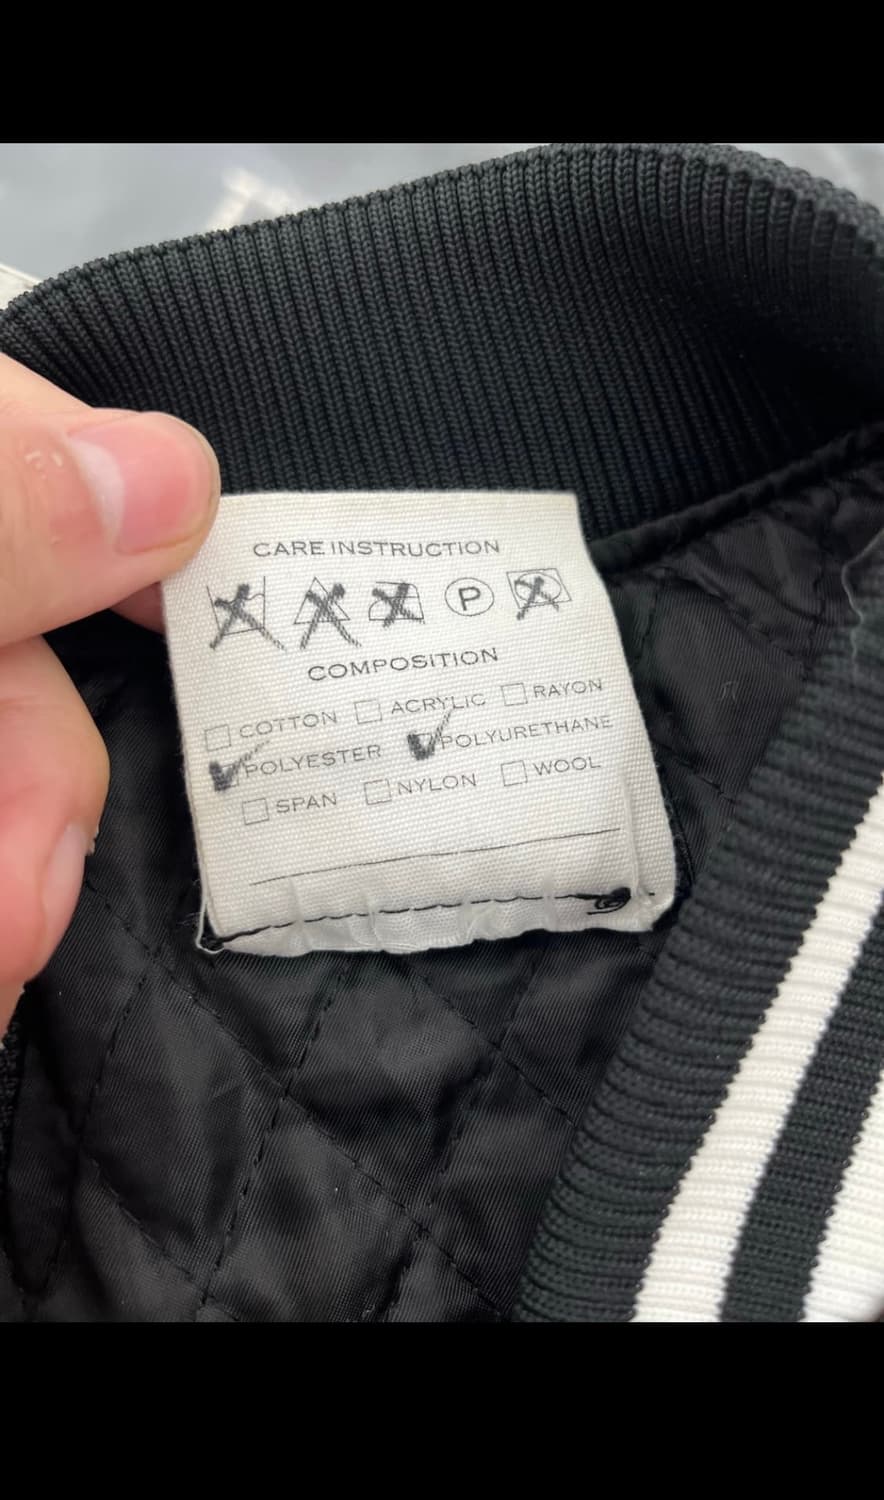 CARE INSTRUCTION
P
COMPOSITION
COTTON ACRYLIC RAYON
POLYESTER POLYURETHANE
SPAN NYLON WOOL